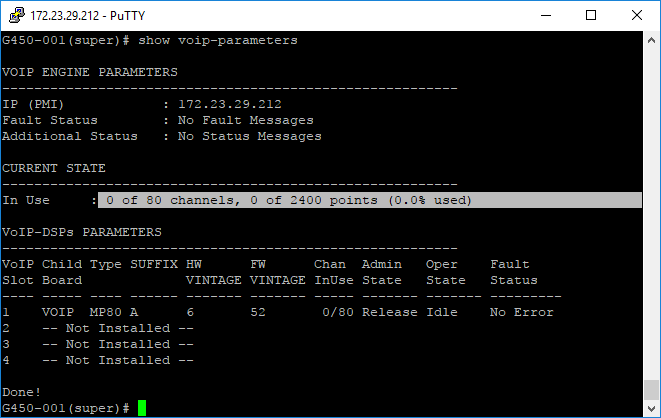 172.23.29.212 - PuTTY
G450-001(super)# show voip-parameters
VOIP ENGINE PARAMETERS
---------------------------------------------------------
IP (PMI) : 172.23.29.212
Fault Status : No Fault Messages
Additional Status : No Status Messages
CURRENT STATE
---------------------------------------------------------
In Use : 0 of 80 channels, 0 of 2400 points (0.0% used)
VoIP-DSPs PARAMETERS
---------------------------------------------------------
VoIP Child Type SUFFIX HW FW Chan Admin Oper Fault
Slot Board VINTAGE VINTAGE InUse State State Status
---- ----- ---- ------ ------- ------- ----- ------- ------- ---------
1 VOIP MP80 A 6 52 0/80 Release Idle No Error
2 -- Not Installed --
3 -- Not Installed --
4 -- Not Installed --
Done!
G450-001(super)#